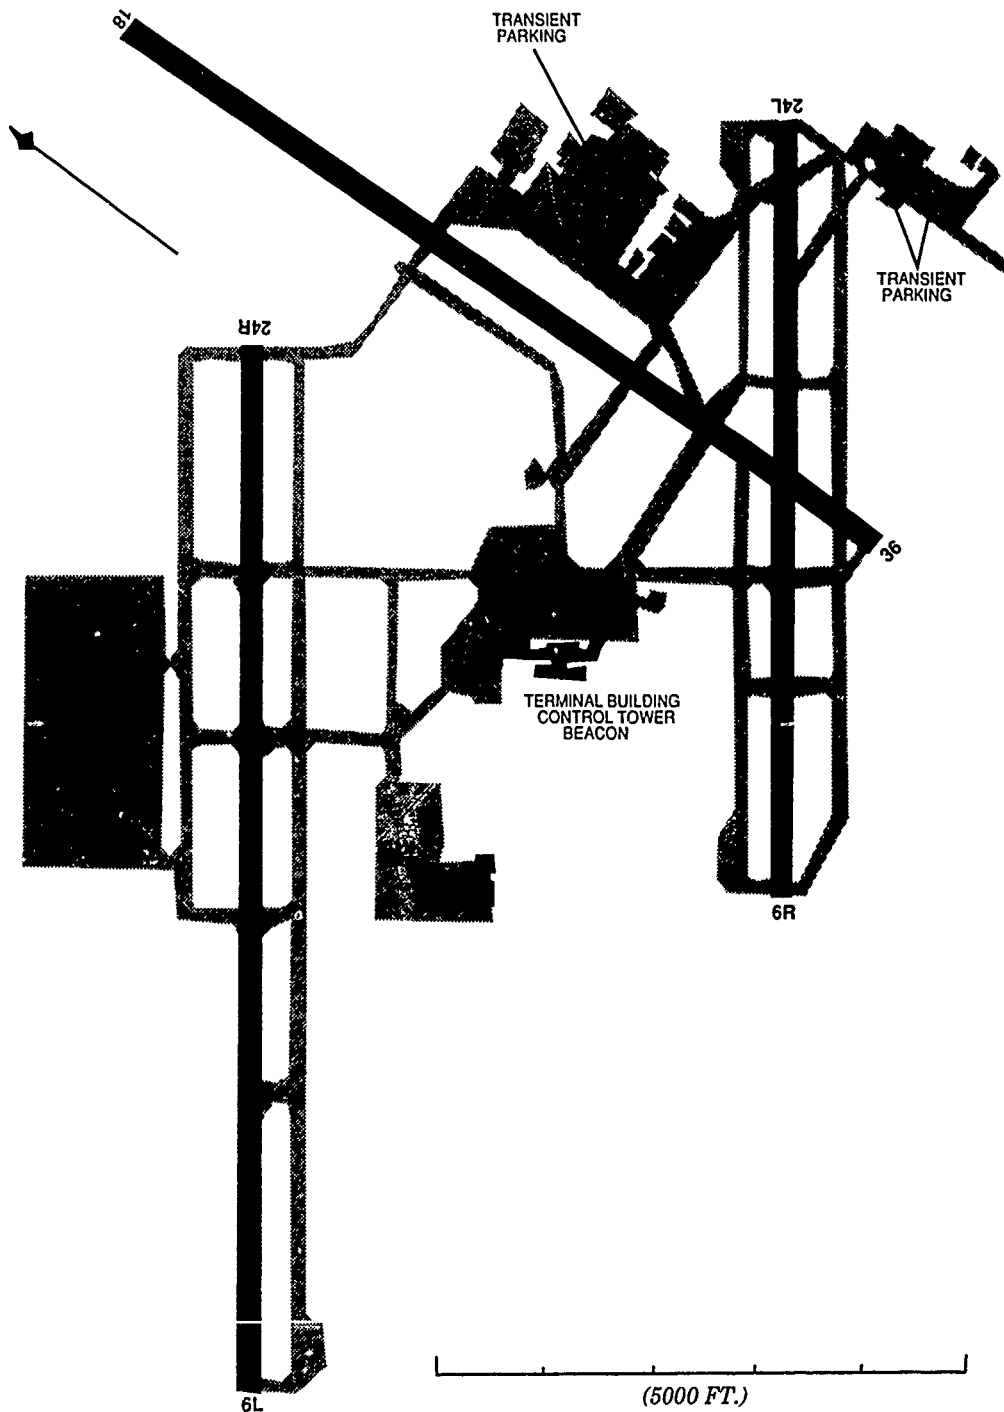 18
TRANSIENT
PARKING
24L
TRANSIENT
PARKING
24R
36
TERMINAL BUILDING
CONTROL TOWER
BEACON
6R
6L
(5000 FT.)